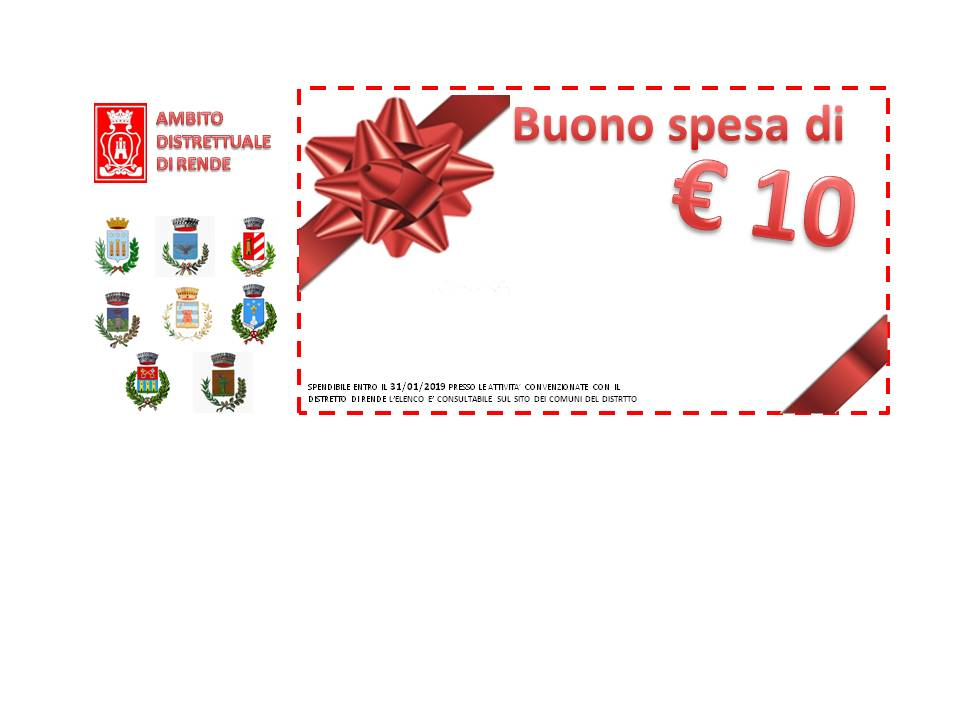 AMBITO
DISTRETTUALE
DI RENDE
Buono spesa di
€ 10
SPENDIBILE ENTRO IL 31/01/2019 PRESSO LE ATTIVITA' CONVENZIONATE CON IL
DISTRETTO DI RENDE L'ELENCO E' CONSULTABILE SUL SITO DEI COMUNI DEL DISTRTTO